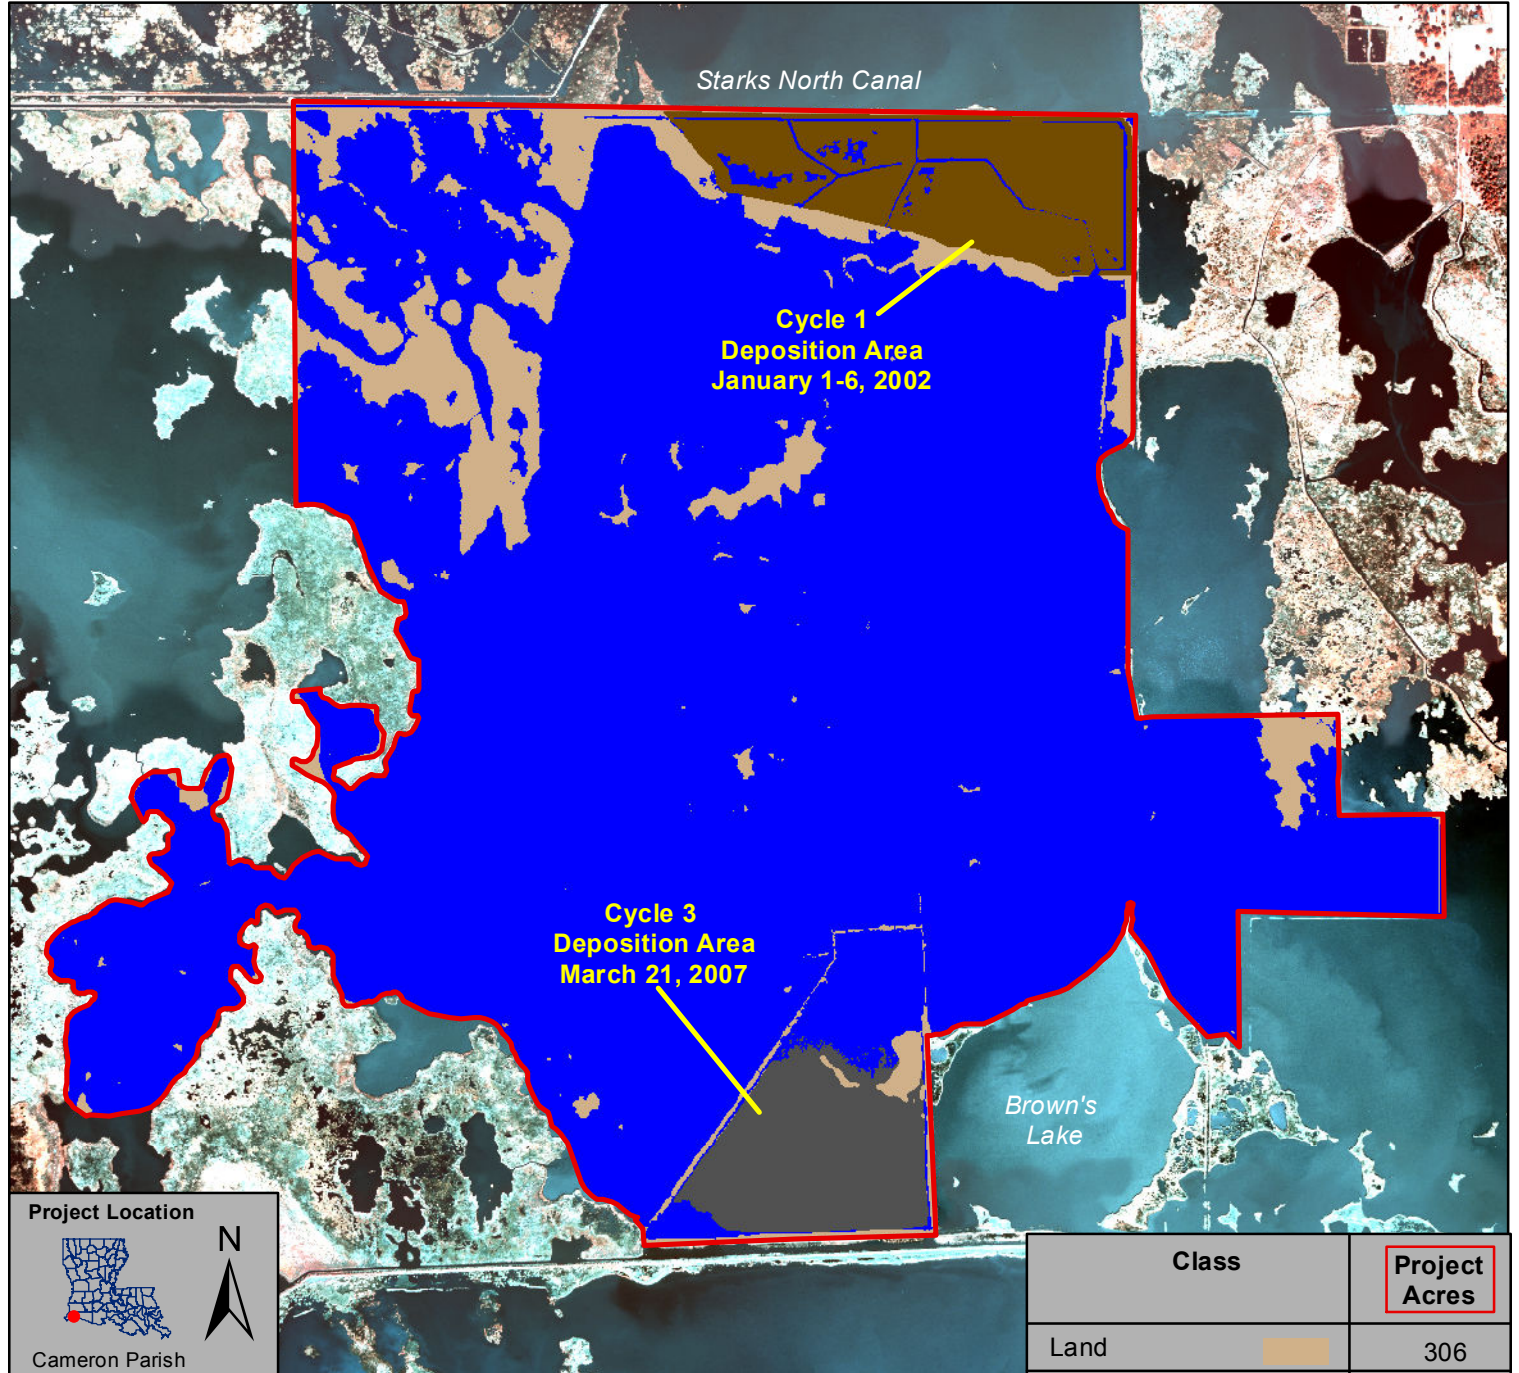 Starks North Canal
Cycle 1
Deposition Area
January 1-6, 2002
Cycle 3
Deposition Area
March 21, 2007
Brown's
Lake
Project Location
N
Cameron Parish
Class
Project
Acres
Land
306